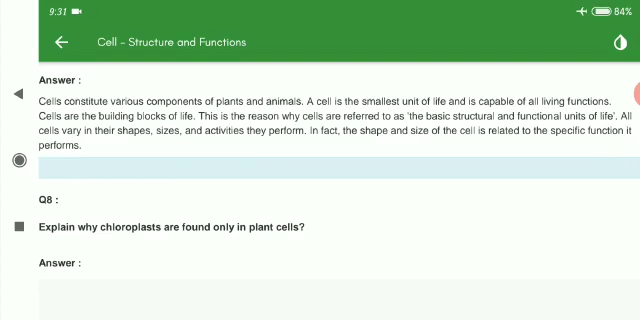 9:31
84%
Cell - Structure and Functions
Answer :
Cells constitute various components of plants and animals. A cell is the smallest unit of life and is capable of all living functions.
Cells are the building blocks of life. This is the reason why cells are referred to as 'the basic structural and functional units of life'. All
cells vary in their shapes, sizes, and activities they perform. In fact, the shape and size of the cell is related to the specific function it
performs.
Q8 :
Explain why chloroplasts are found only in plant cells?
Answer :